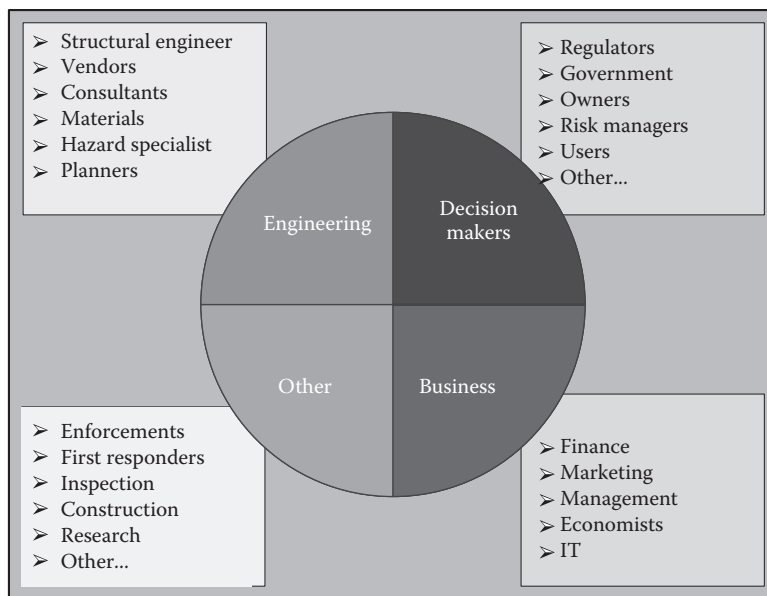 ➢ Structural engineer
➢ Vendors
➢ Consultants
➢ Materials
➢ Hazard specialist
➢ Planners
➢ Regulators
➢ Government
➢ Owners
➢ Risk managers
➢ Users
➢ Other...
Engineering
Decision
makers
Other
Business
➢ Enforcements
➢ First responders
➢ Inspection
➢ Construction
➢ Research
➢ Other...
➢ Finance
➢ Marketing
➢ Management
➢ Economists
➢ IT